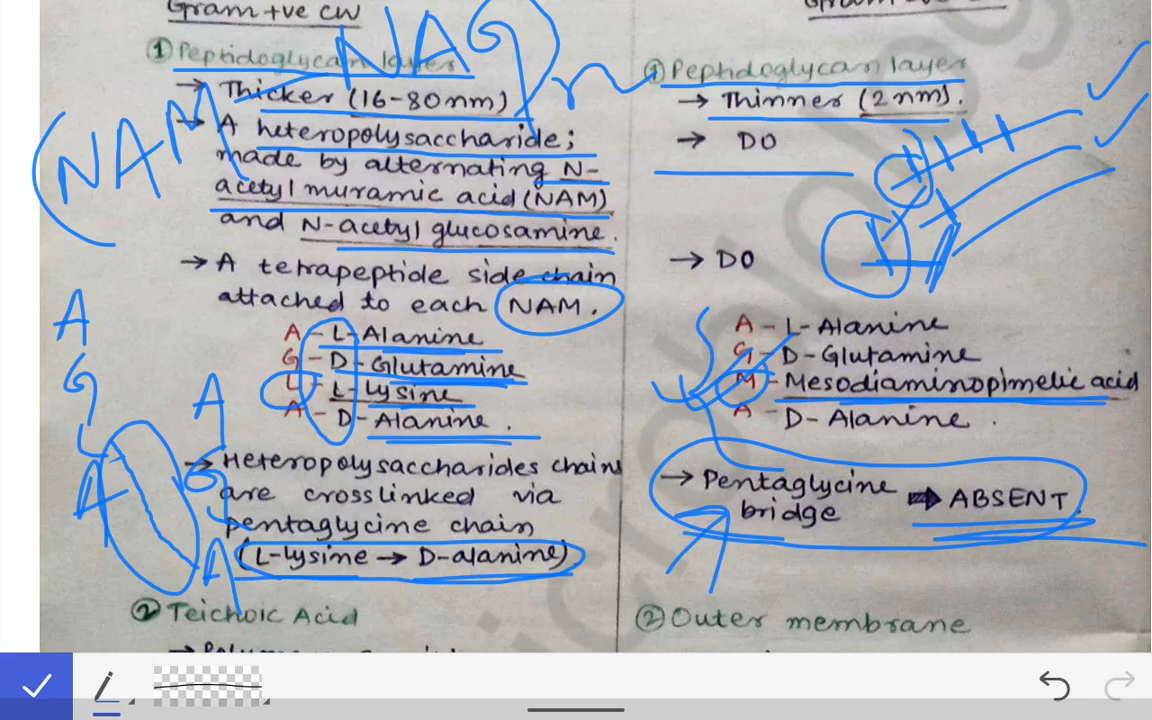 Gram +ve CW
① Peptidoglycan layer
→ Thicker (16-80nm)
→ A heteropolysaccharide;
made by alternating N-
acetyl muramic acid (NAM)
and N-acetyl glucosamine.
→ A tetrapeptide side chain
attached to each NAM.
A - L-Alanine
G - D-Glutamine
L - L-Lysine
A - D-Alanine.
→ Heteropolysaccharides chains
are crosslinked via
pentaglycine chain
(L-lysine → D-alanine)
② Teichoic Acid
① Peptidoglycan layer
→ Thinner (2nm).
→ DO
→ DO
A - L-Alanine
G - D-Glutamine
M - Mesodiaminopimelic acid
A - D-Alanine.
→ Pentaglycine
bridge ⇒ ABSENT
② Outer membrane
(NAM
NAG)n
A
G
L
A
A
G
L
A